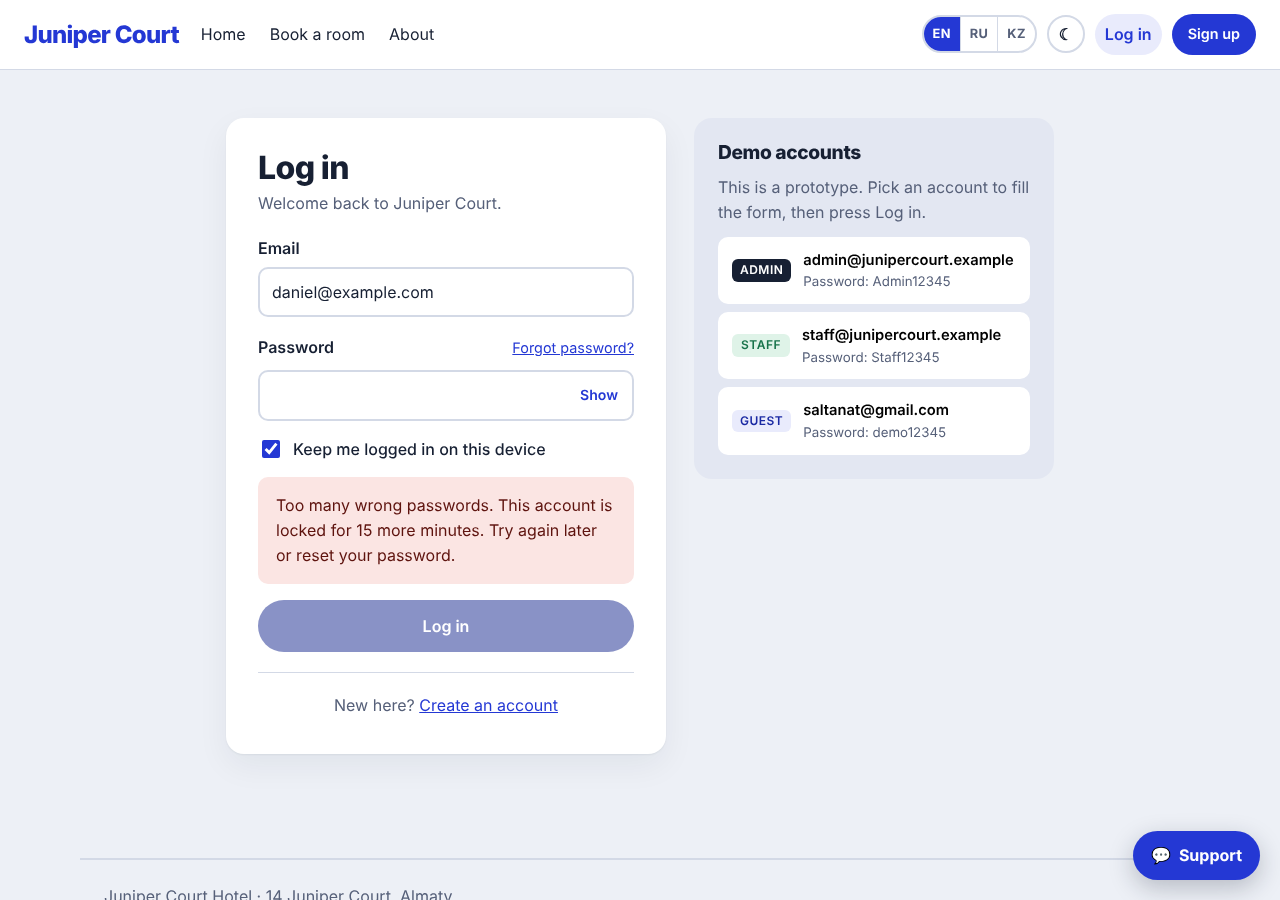 Juniper Court Home Book a room About EN RU KZ Log in Sign up
Log in
Welcome back to Juniper Court.
Email
daniel@example.com
Password Forgot password?
Show
Keep me logged in on this device
Too many wrong passwords. This account is
locked for 15 more minutes. Try again later
or reset your password.
Log in
New here? Create an account
Demo accounts
This is a prototype. Pick an account to fill
the form, then press Log in.
ADMIN admin@junipercourt.example
Password: Admin12345
STAFF staff@junipercourt.example
Password: Staff12345
GUEST saltanat@gmail.com
Password: demo12345
Support
Juniper Court Hotel · 14 Juniper Court, Almaty